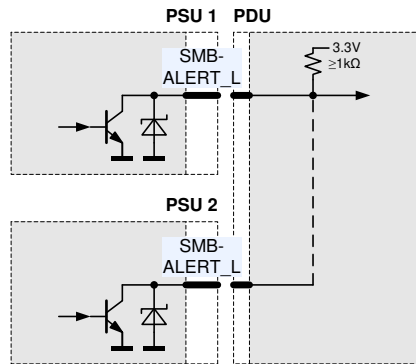 PSU 1 PDU
3.3V
≥1kΩ
SMB-
ALERT_L
PSU 2
SMB-
ALERT_L